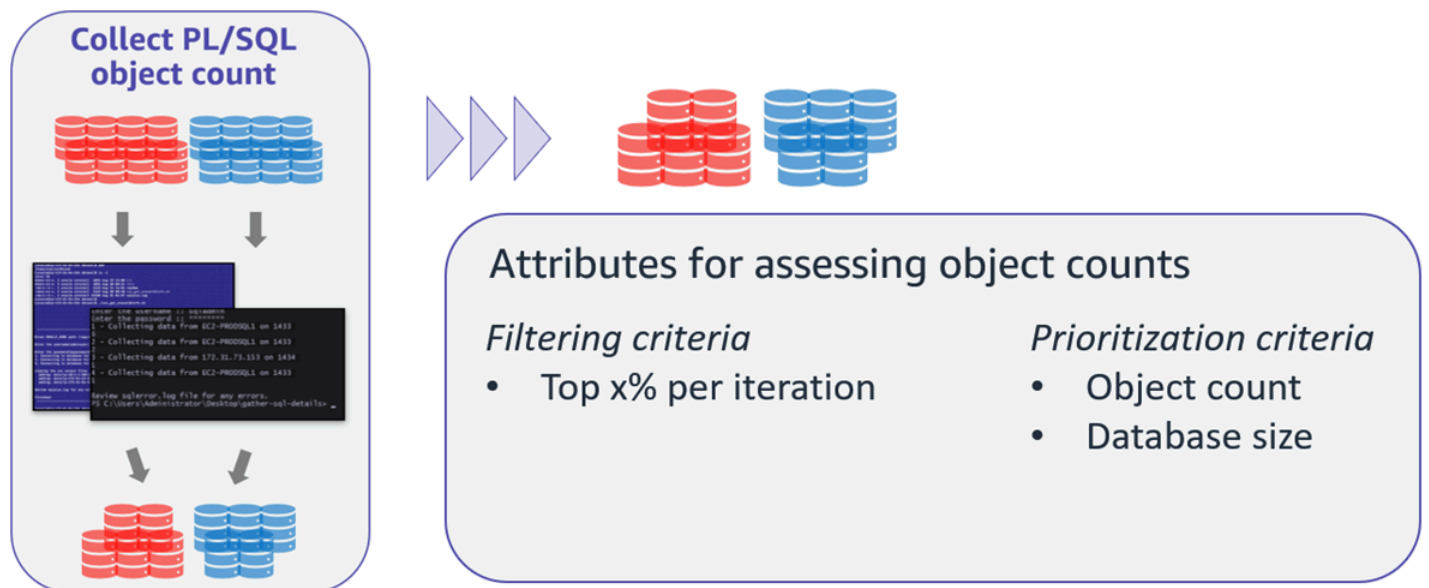 Collect PL/SQL
object count
Enter the username :: sqladmin
Enter the password :: ********
1 - Collecting data from EC2-PRODSQL1 on 1433
2 - Collecting data from EC2-PRODSQL1 on 1433
3 - Collecting data from 172.31.73.153 on 1434
4 - Collecting data from EC2-PRODSQL1 on 1433
Review sqlerror.log file for any errors.
PS C:\Users\Administrator\Desktop\gather-sql-details> _
Attributes for assessing object counts
Filtering criteria
• Top x% per iteration
Prioritization criteria
• Object count
• Database size